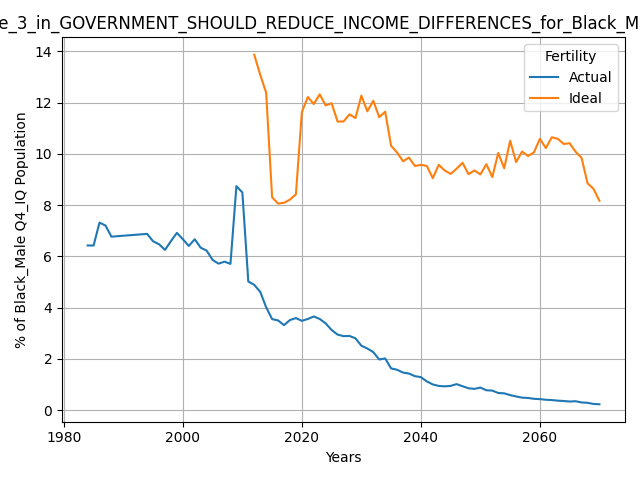 e_3_in_GOVERNMENT_SHOULD_REDUCE_INCOME_DIFFERENCES_for_Black_M
Fertility
Actual
Ideal
14
12
10
8
6
4
2
0
% of Black_Male Q4_IQ Population
1980
2000
2020
2040
2060
Years